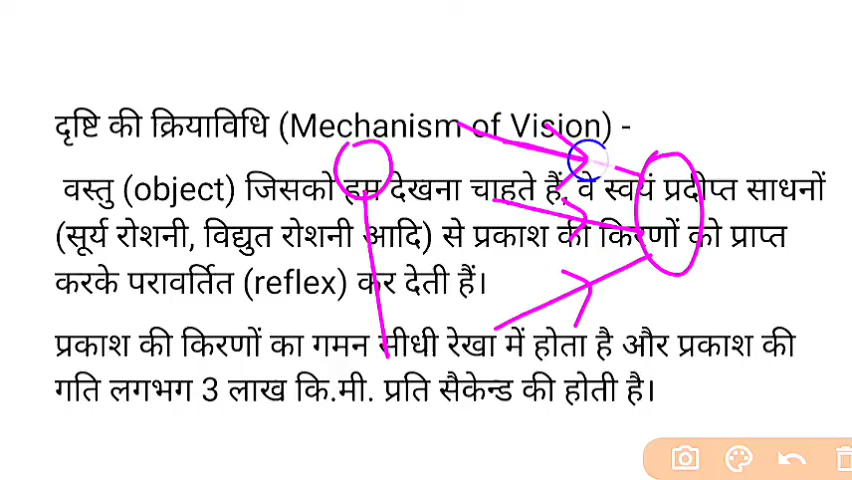 दृष्टि की क्रियाविधि (Mechanism of Vision) -
वस्तु (object) जिसको हम देखना चाहते हैं, वे स्वयं प्रदीप्त साधनों
(सूर्य रोशनी, विद्युत रोशनी आदि) से प्रकाश की किरणों को प्राप्त
करके परावर्तित (reflex) कर देती हैं।
प्रकाश की किरणों का गमन सीधी रेखा में होता है और प्रकाश की
गति लगभग 3 लाख कि.मी. प्रति सैकेन्ड की होती है।